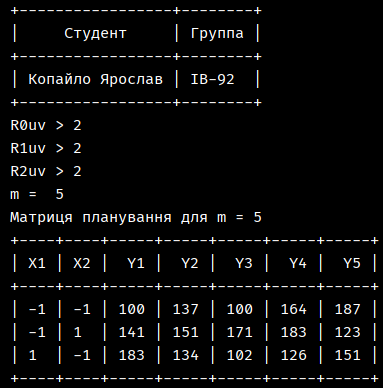 Студент | Группа
Копайло Ярослав | ІВ-92
R0uv > 2
R1uv > 2
R2uv > 2
m =  5
Матриця планування для m = 5
X1 | X2 | Y1 | Y2 | Y3 | Y4 | Y5
-1 | -1 | 100 | 137 | 100 | 164 | 187
-1 | 1 | 141 | 151 | 171 | 183 | 123
1 | -1 | 183 | 134 | 102 | 126 | 151